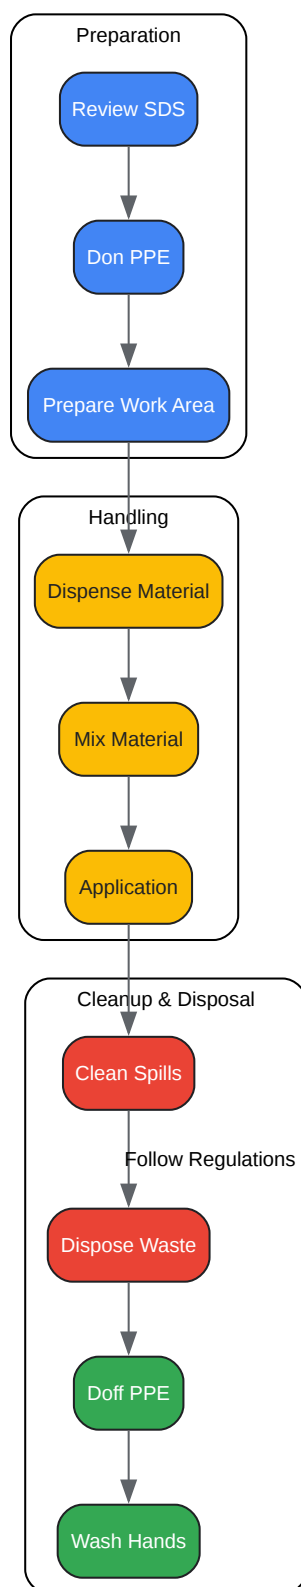 Preparation
Review SDS
Don PPE
Prepare Work Area
Handling
Dispense Material
Mix Material
Application
Cleanup & Disposal
Clean Spills
Follow Regulations
Dispose Waste
Doff PPE
Wash Hands